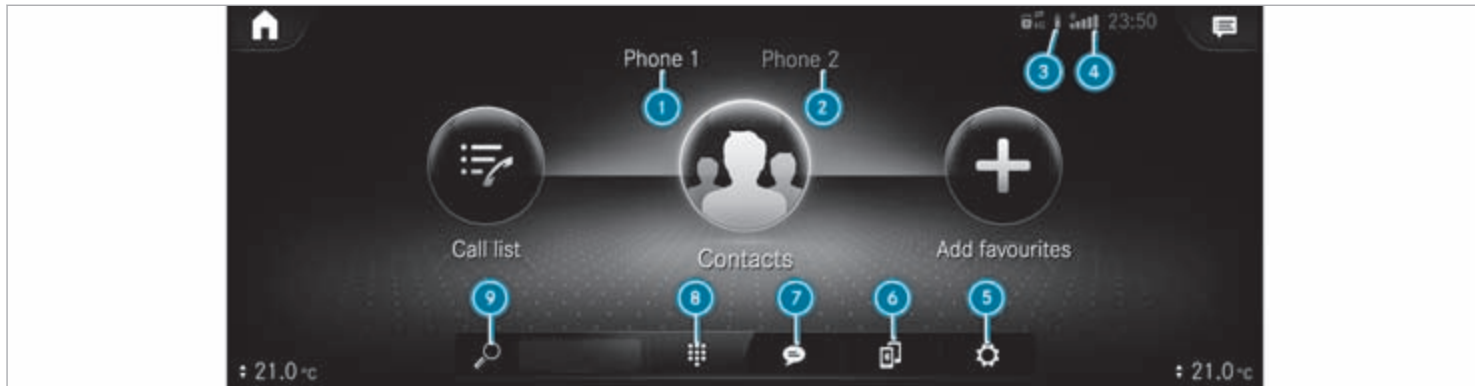 23:50
Phone 1 Phone 2
3 4
1 2
Call list Contacts Add favourites
9 8 7 6 5
21.0 °C 21.0 °C